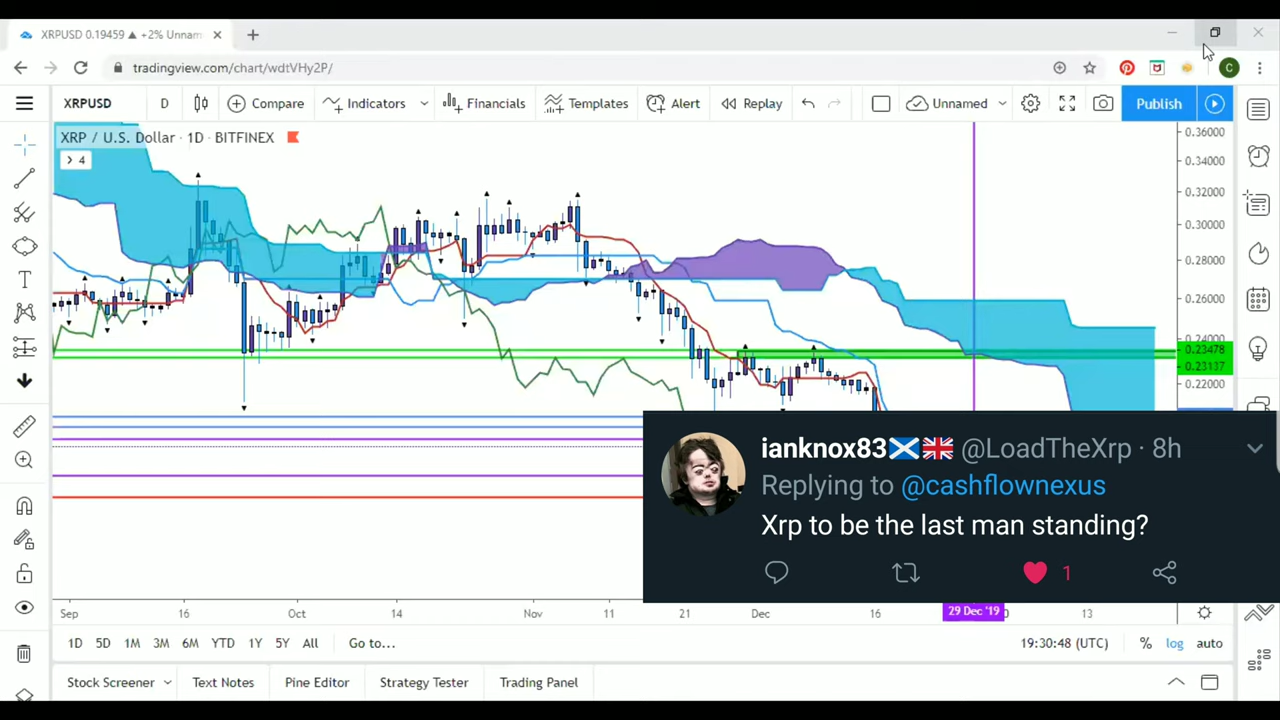 XRPUSD 0.19459 ▲ +2% Unnam
tradingview.com/chart/wdtVHy2P/
C
XRPUSD D Compare Indicators Financials Templates Alert Replay Unnamed Publish
XRP / U.S. Dollar · 1D · BITFINEX
4
0.36000
0.34000
0.32000
0.30000
0.28000
0.26000
0.24000
0.23478
0.23137
0.22000
ianknox83🏴󠁧󠁢󠁳󠁣󠁴󠁿🇬🇧 @LoadTheXrp · 8h
Replying to @cashflownexus
Xrp to be the last man standing?
1
Sep 16 Oct 14 Nov 11 21 Dec 16 29 Dec '19 13
1D 5D 1M 3M 6M YTD 1Y 5Y All Go to... 19:30:48 (UTC) % log auto
Stock Screener Text Notes Pine Editor Strategy Tester Trading Panel